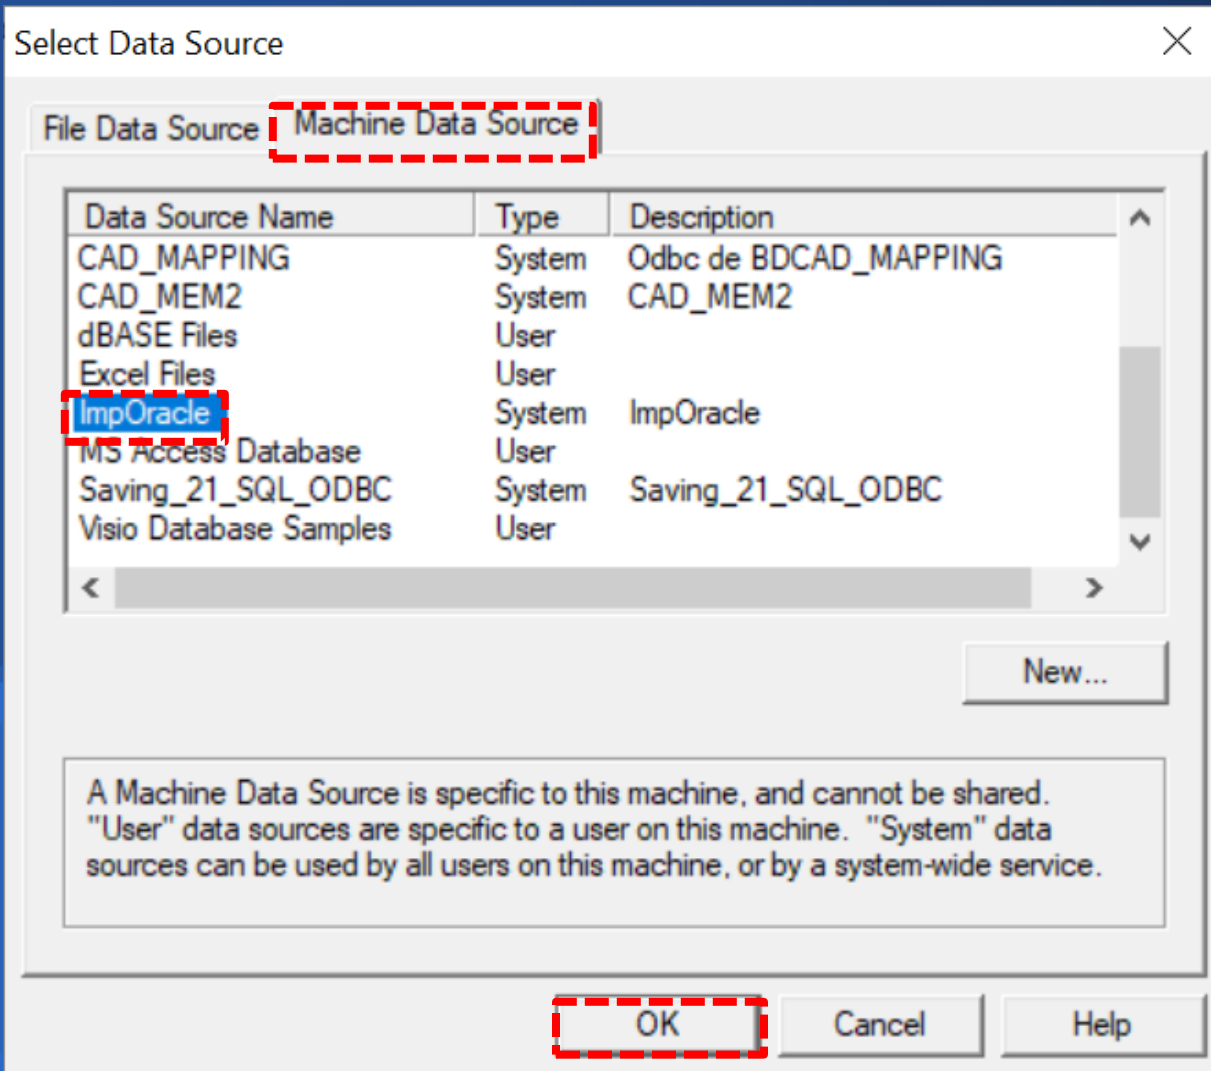 Select Data Source
File Data Source Machine Data Source
Data Source Name Type Description
CAD_MAPPING System Odbc de BDCAD_MAPPING
CAD_MEM2 System CAD_MEM2
dBASE Files User
Excel Files User
ImpOracle System ImpOracle
MS Access Database User
Saving_21_SQL_ODBC System Saving_21_SQL_ODBC
Visio Database Samples User
New...
A Machine Data Source is specific to this machine, and cannot be shared.
"User" data sources are specific to a user on this machine. "System" data
sources can be used by all users on this machine, or by a system-wide service.
OK Cancel Help